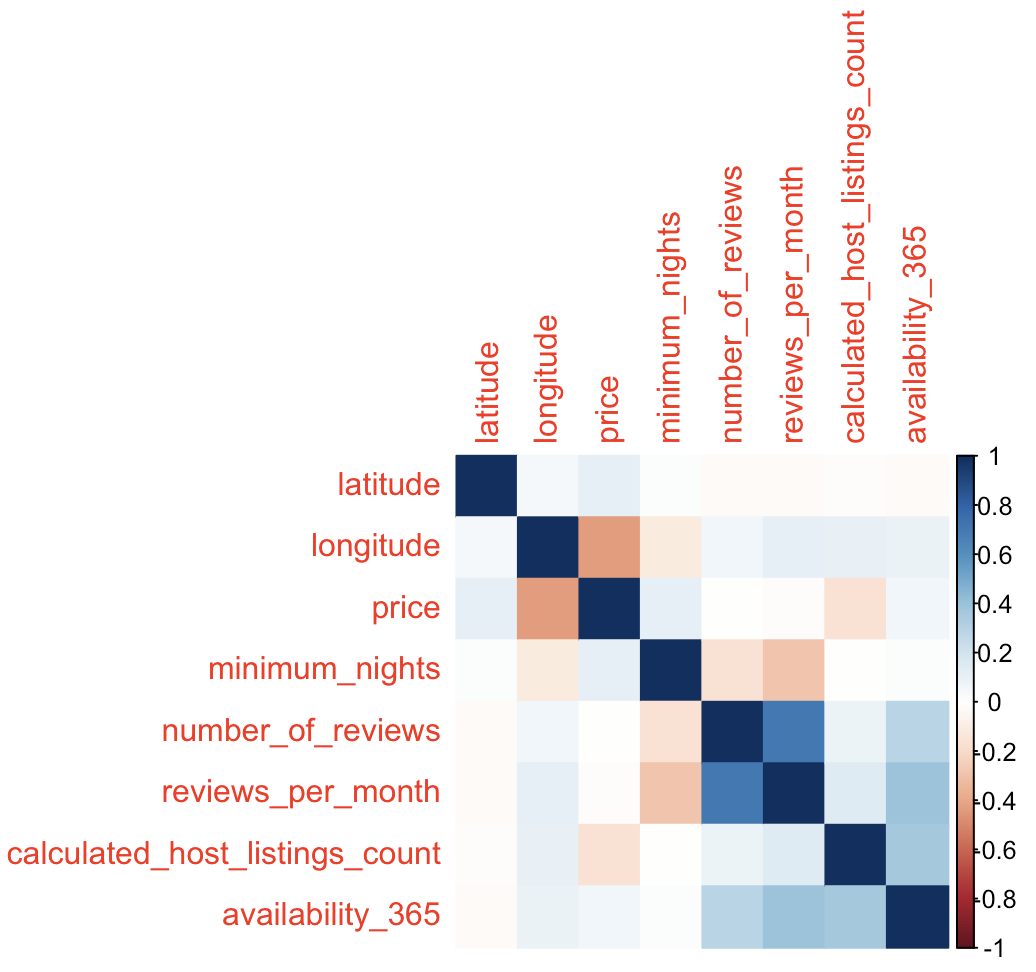 latitude
longitude
price
minimum_nights
number_of_reviews
reviews_per_month
calculated_host_listings_count
availability_365
latitude
longitude
price
minimum_nights
number_of_reviews
reviews_per_month
calculated_host_listings_count
availability_365
1
0.8
0.6
0.4
0.2
0
-0.2
-0.4
-0.6
-0.8
-1